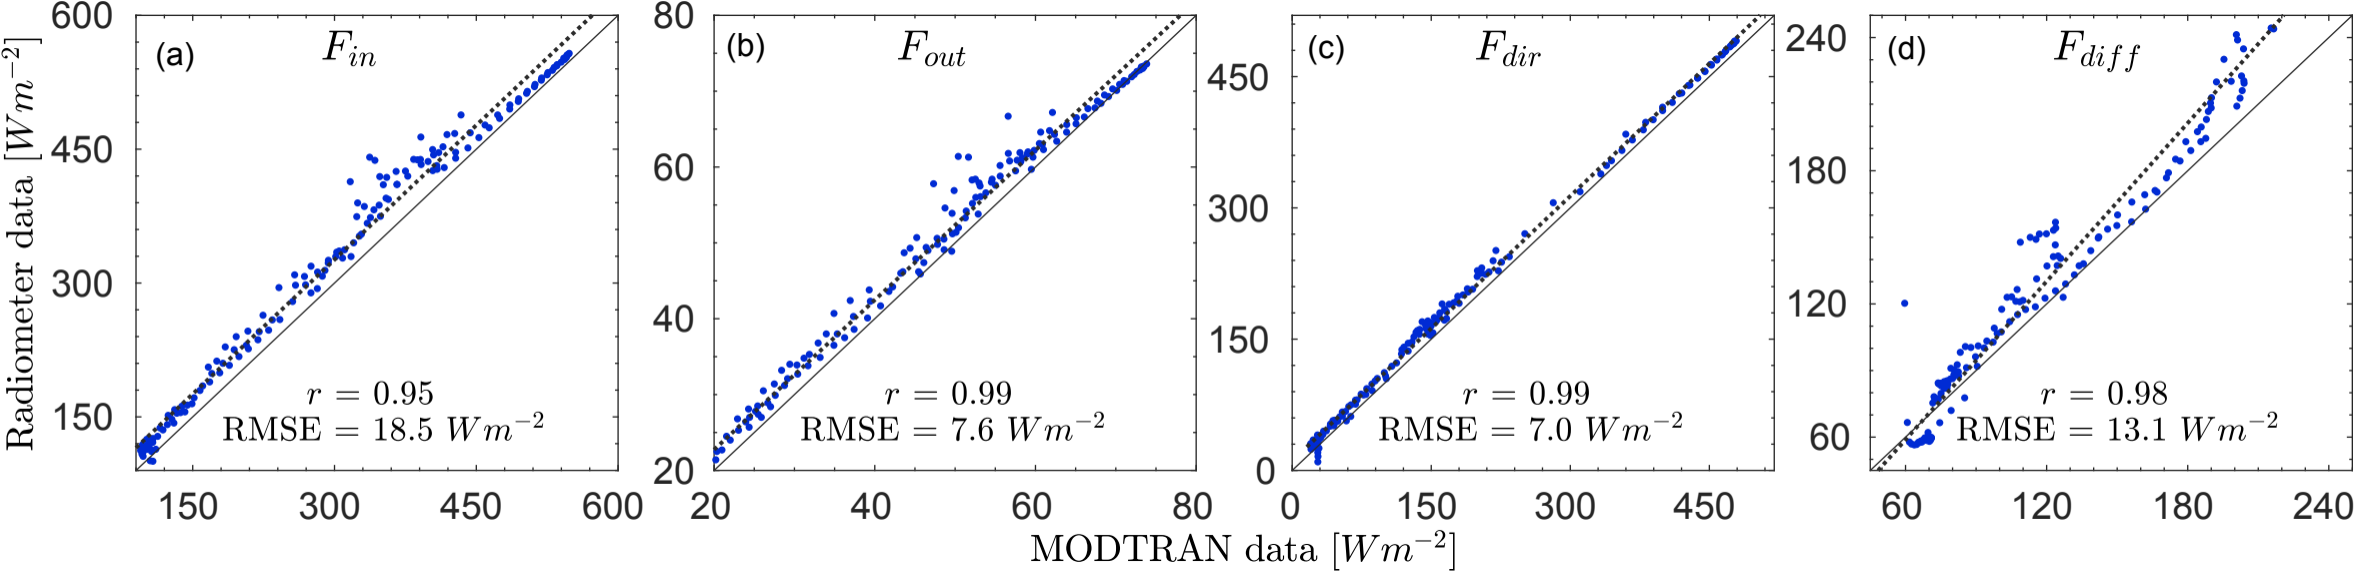 Radiometer data [Wm⁻²]
600
450
300
150
(a)
F_in
r = 0.95
RMSE = 18.5 Wm⁻²
150 300 450 600
80
60
40
20
(b)
F_out
r = 0.99
RMSE = 7.6 Wm⁻²
20 40 60 80
450
300
150
0
(c)
F_dir
r = 0.99
RMSE = 7.0 Wm⁻²
0 150 300 450
240
180
120
60
(d)
F_diff
r = 0.98
RMSE = 13.1 Wm⁻²
60 120 180 240
MODTRAN data [Wm⁻²]